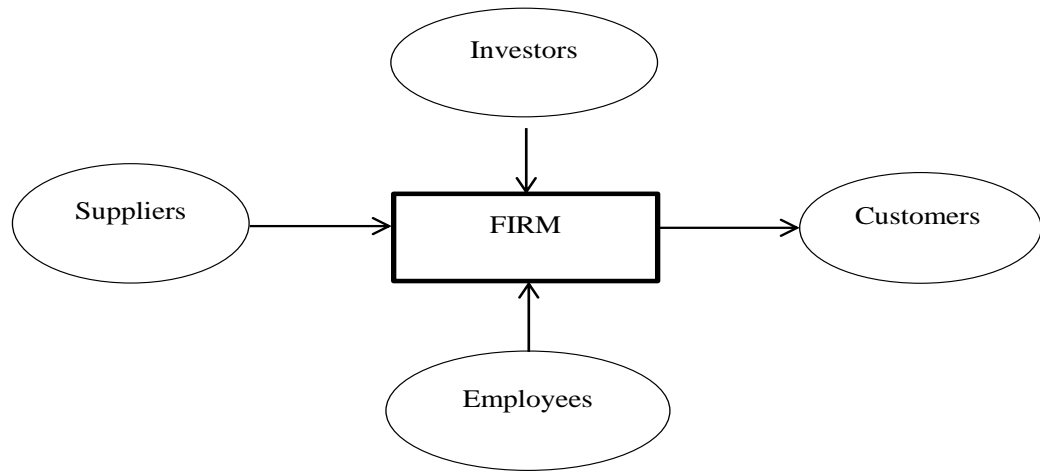 Investors
Suppliers
FIRM
Customers
Employees